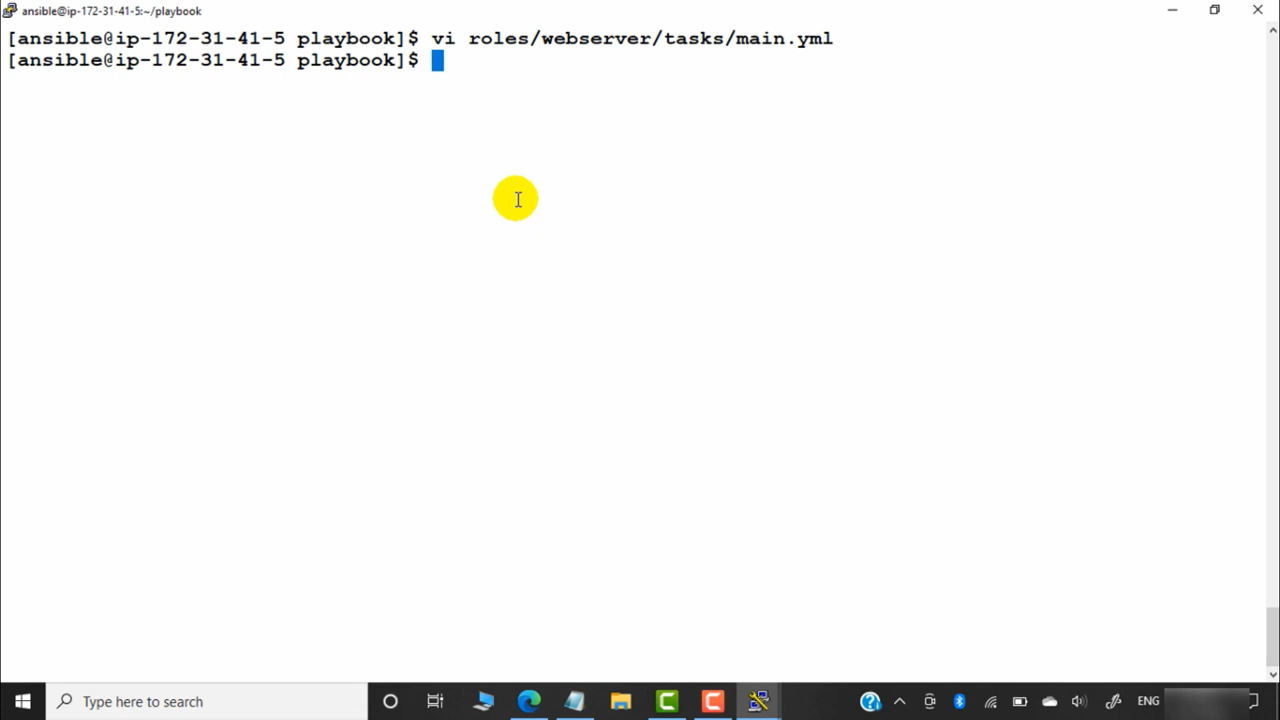 ansible@ip-172-31-41-5:~/playbook
[ansible@ip-172-31-41-5 playbook]$ vi roles/webserver/tasks/main.yml
[ansible@ip-172-31-41-5 playbook]$
Type here to search
ENG